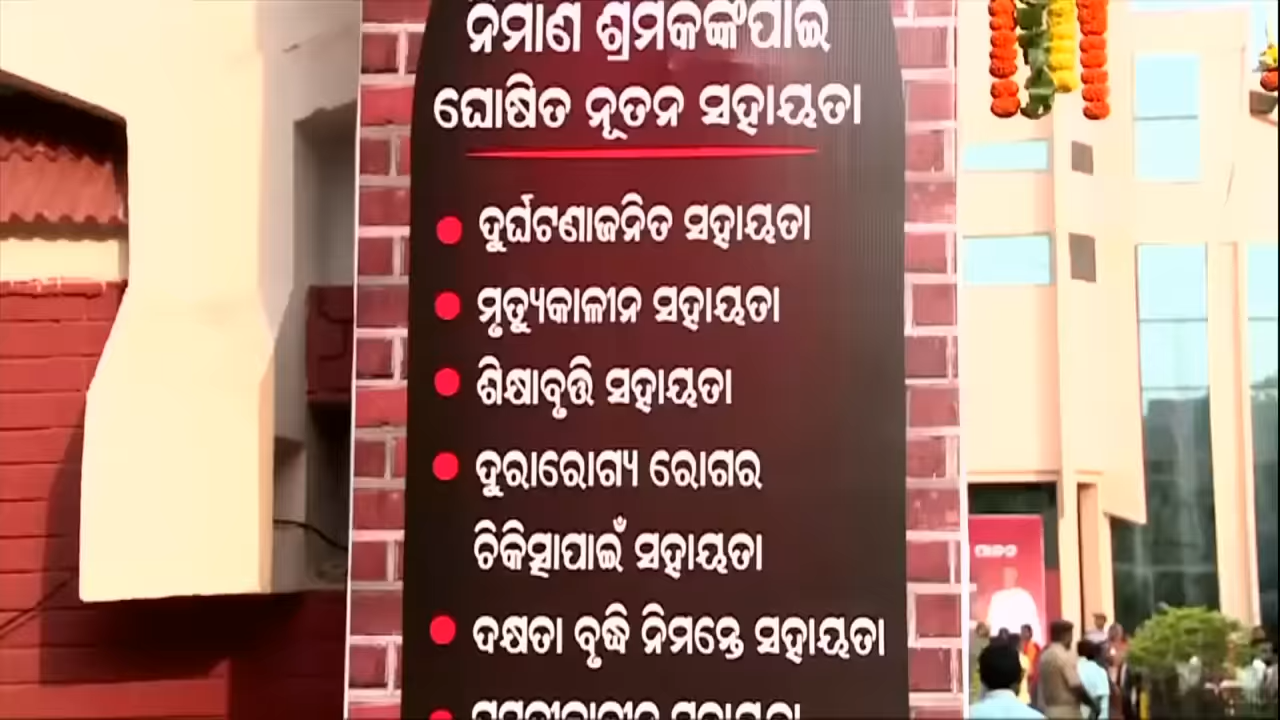 ନିର୍ମାଣ ଶ୍ରମିକଙ୍କ ପାଇଁ
ଘୋଷିତ ନୂତନ ସହାୟତା
ଦୁର୍ଘଟଣାଜନିତ ସହାୟତା
ମୃତ୍ୟୁକାଳୀନ ସହାୟତା
ଶିକ୍ଷାବୃତ୍ତି ସହାୟତା
ଦୁରାରୋଗ୍ୟ ରୋଗର
ଚିକିତ୍ସାପାଇଁ ସହାୟତା
ଦକ୍ଷତା ବୃଦ୍ଧି ନିମନ୍ତେ ସହାୟତା